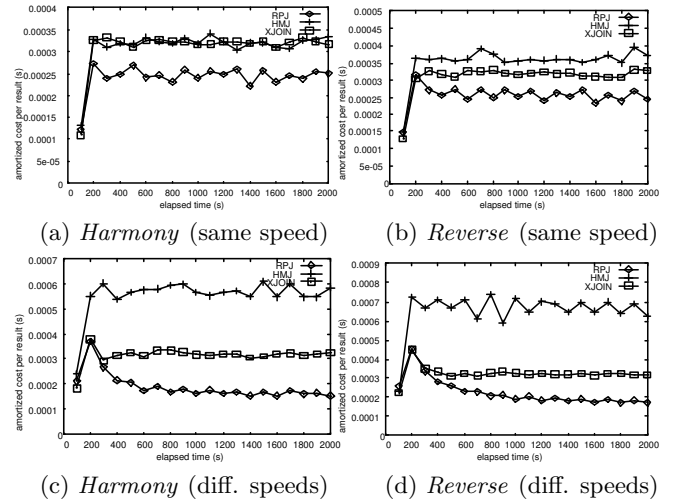 RPJ
HMJ
XJOIN
amortized cost per result (s)
0.0004
0.00035
0.0003
0.00025
0.0002
0.00015
0.0001
5e-05
0
0 200 400 600 800 1000 1200 1400 1600 1800 2000
elapsed time (s)
(a) Harmony (same speed)
RPJ
HMJ
XJOIN
amortized cost per result (s)
0.0005
0.00045
0.0004
0.00035
0.0003
0.00025
0.0002
0.00015
0.0001
5e-05
0
0 200 400 600 800 1000 1200 1400 1600 1800 2000
elapsed time (s)
(b) Reverse (same speed)
RPJ
HMJ
XJOIN
amortized cost per result (s)
0.0007
0.0006
0.0005
0.0004
0.0003
0.0002
0.0001
0
0 200 400 600 800 1000 1200 1400 1600 1800 2000
elapsed time (s)
(c) Harmony (diff. speeds)
RPJ
HMJ
XJOIN
amortized cost per result (s)
0.0009
0.0008
0.0007
0.0006
0.0005
0.0004
0.0003
0.0002
0.0001
0
0 200 400 600 800 1000 1200 1400 1600 1800 2000
elapsed time (s)
(d) Reverse (diff. speeds)